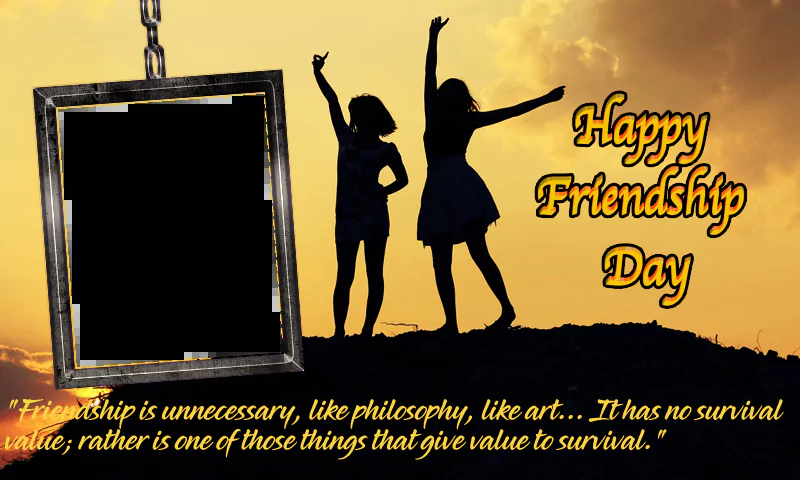 Happy
Friendship
Day
"Friendship is unnecessary, like philosophy, like art... It has no survival
value; rather is one of those things that give value to survival."